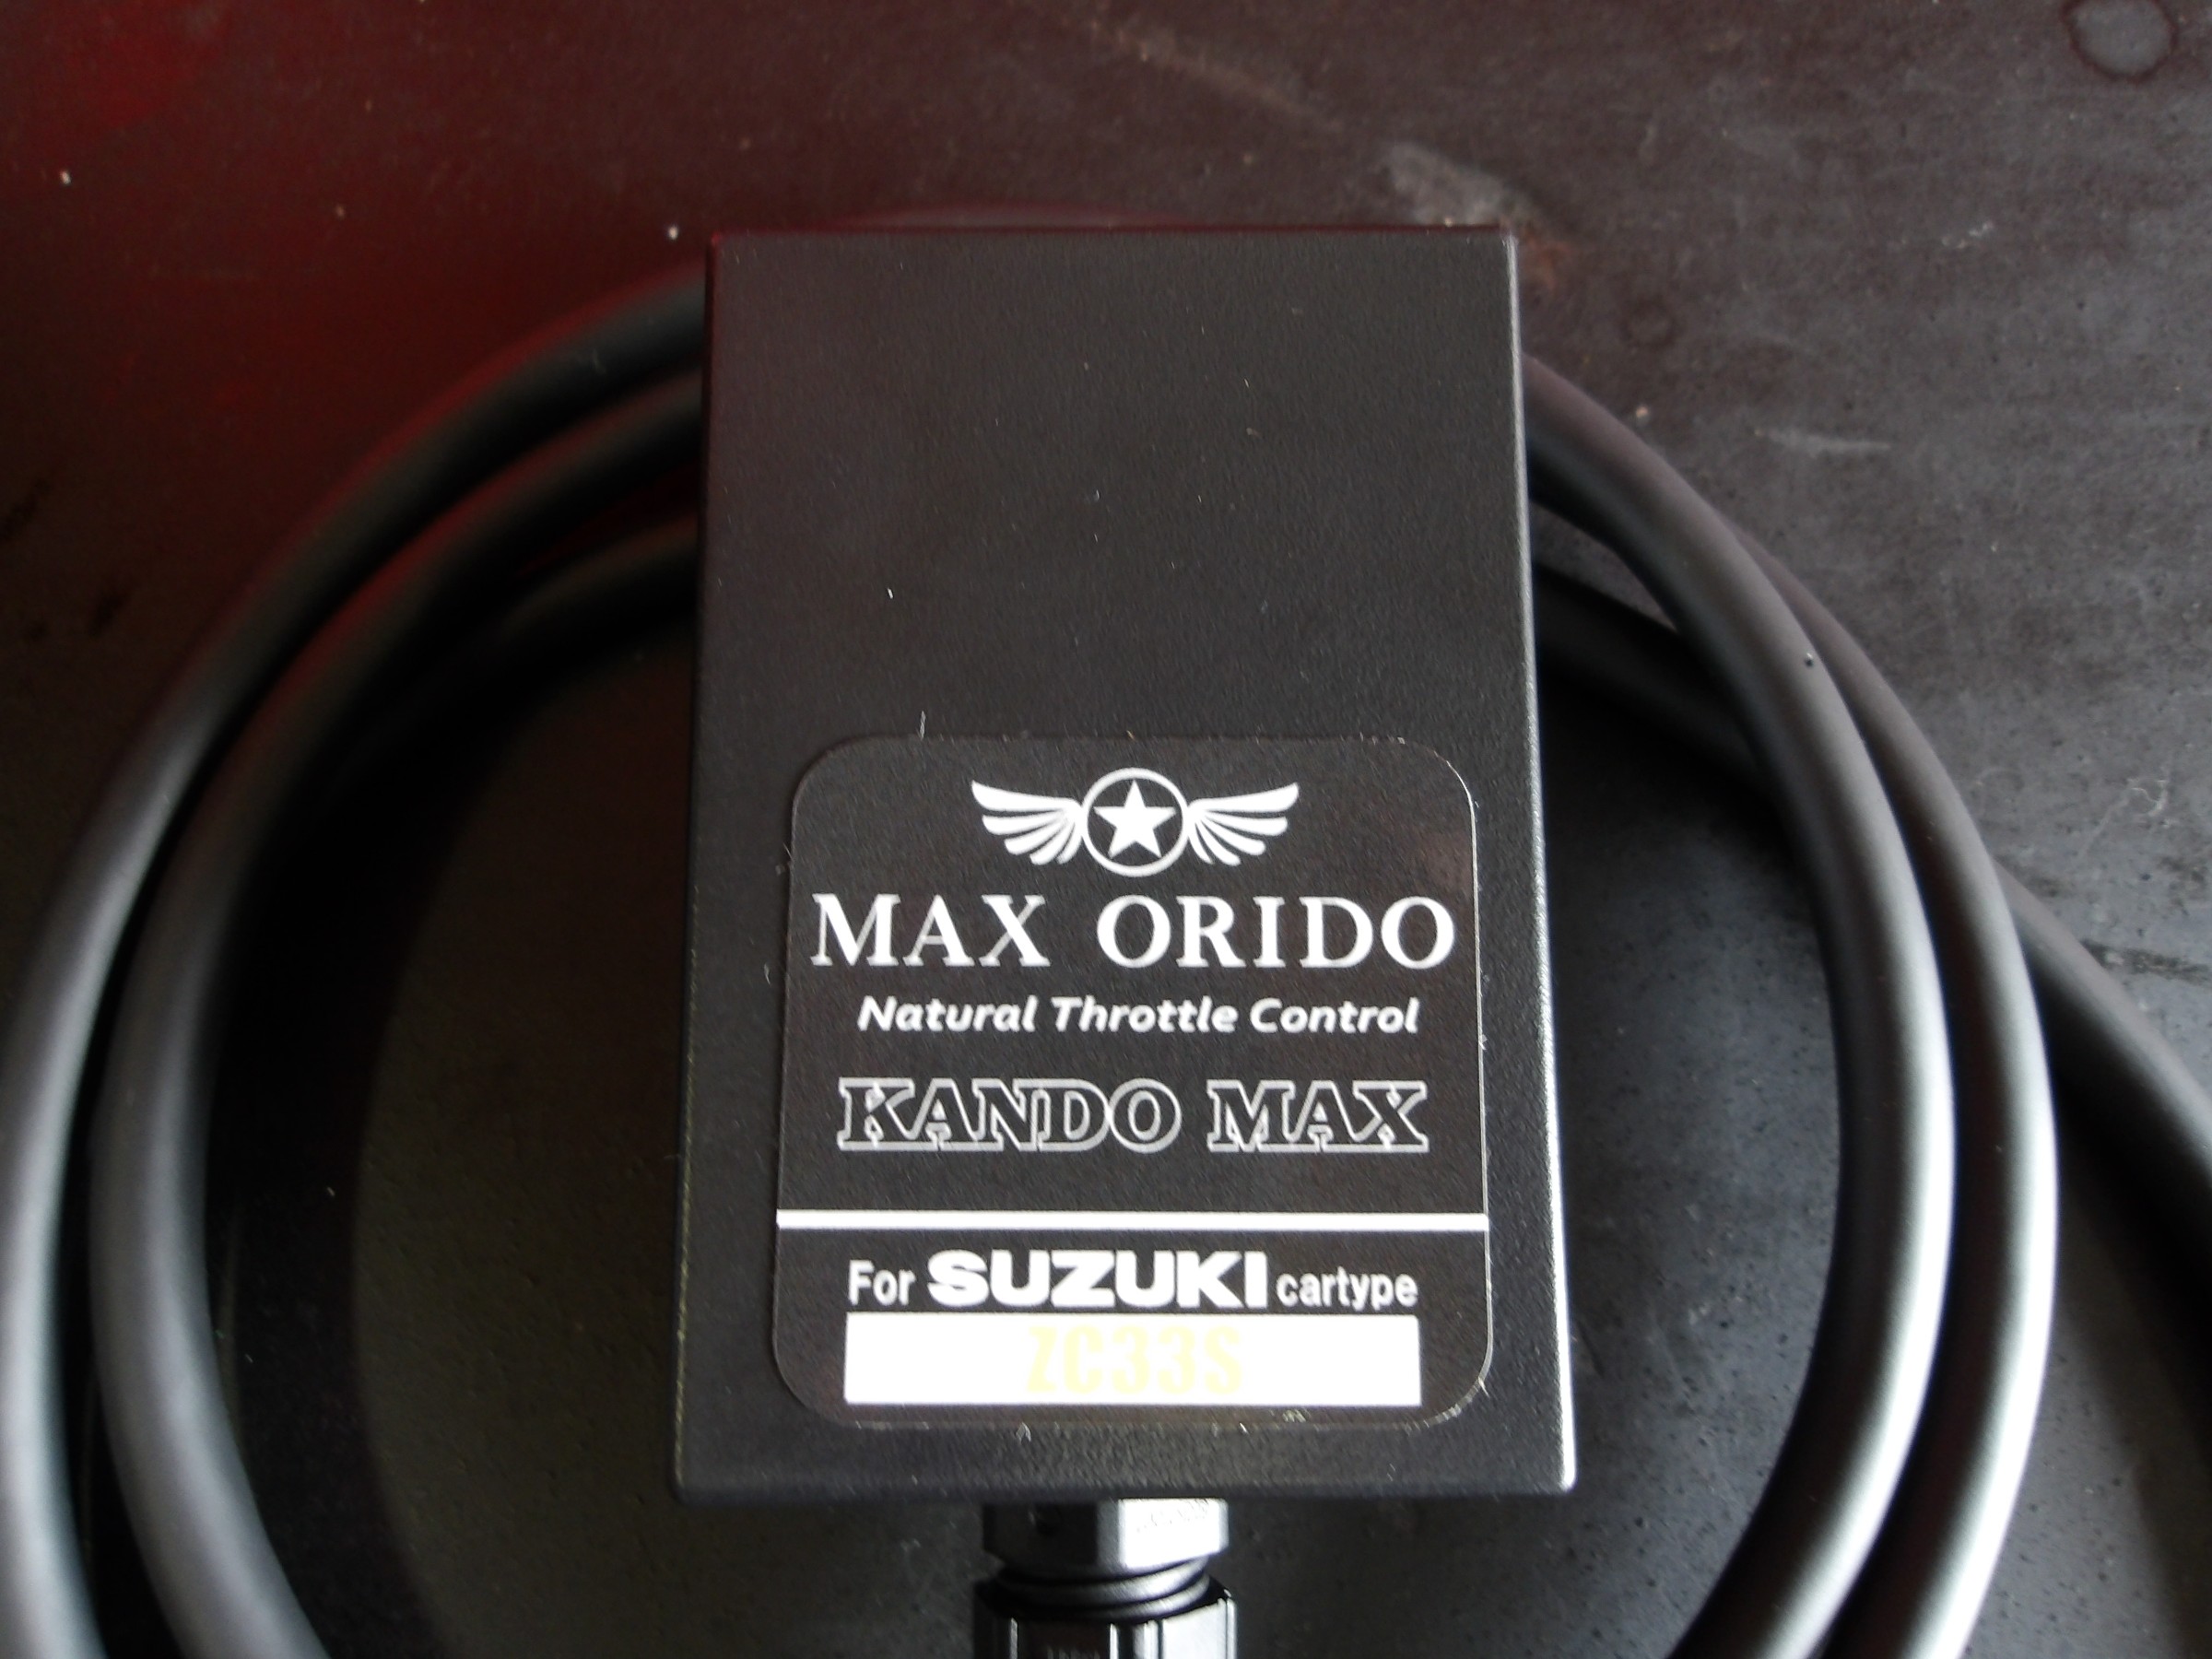 MAX ORIDO
Natural Throttle Control
KANDO MAX
For SUZUKI cartype
ZC33S